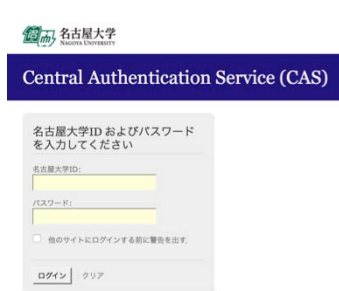 名古屋大学
NAGOYA UNIVERSITY
Central Authentication Service (CAS)
名古屋大学ID およびパスワード
を入力してください
名古屋大学ID:
パスワード:
他のサイトにログインする前に警告を出す.
ログイン クリア